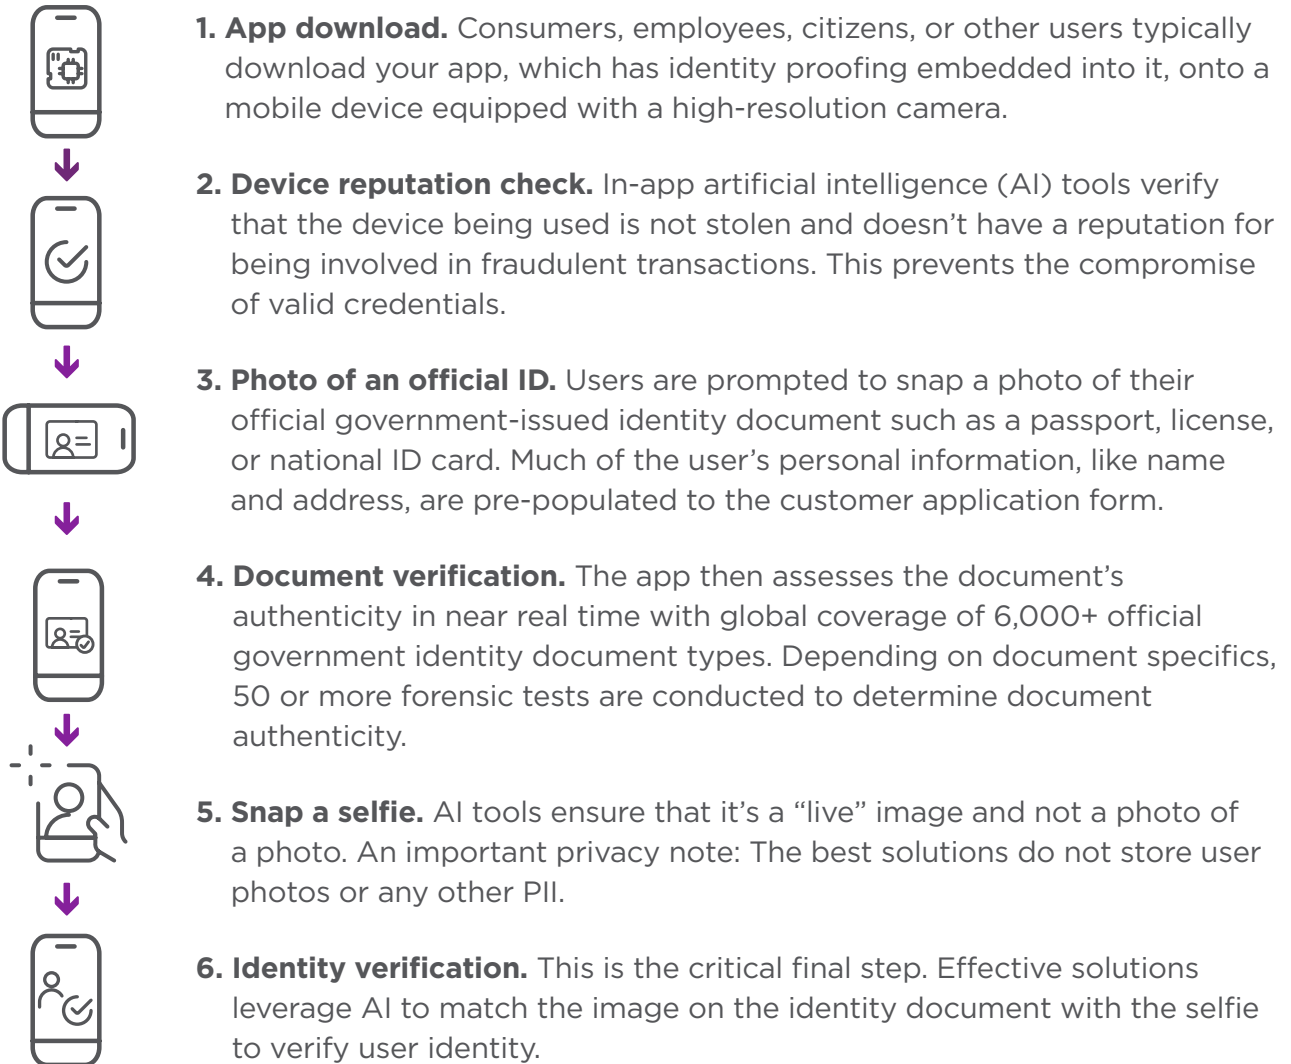 1. App download. Consumers, employees, citizens, or other users typically
download your app, which has identity proofing embedded into it, onto a
mobile device equipped with a high-resolution camera.
2. Device reputation check. In-app artificial intelligence (AI) tools verify
that the device being used is not stolen and doesn’t have a reputation for
being involved in fraudulent transactions. This prevents the compromise
of valid credentials.
3. Photo of an official ID. Users are prompted to snap a photo of their
official government-issued identity document such as a passport, license,
or national ID card. Much of the user’s personal information, like name
and address, are pre-populated to the customer application form.
4. Document verification. The app then assesses the document’s
authenticity in near real time with global coverage of 6,000+ official
government identity document types. Depending on document specifics,
50 or more forensic tests are conducted to determine document
authenticity.
5. Snap a selfie. AI tools ensure that it’s a “live” image and not a photo of
a photo. An important privacy note: The best solutions do not store user
photos or any other PII.
6. Identity verification. This is the critical final step. Effective solutions
leverage AI to match the image on the identity document with the selfie
to verify user identity.